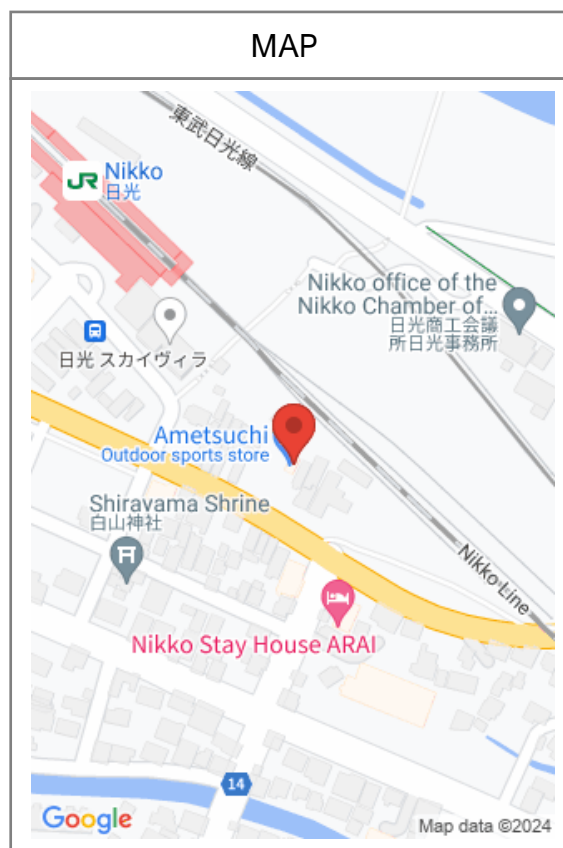 MAP
東武日光線
JR
Nikko
日光
Nikko office of the
Nikko Chamber of...
日光商工会議
所日光事務所
日光 スカイヴィラ
Ametsuchi
Outdoor sports store
Shirayama Shrine
白山神社
Nikko Line
Nikko Stay House ARAI
14
Google
Map data ©2024